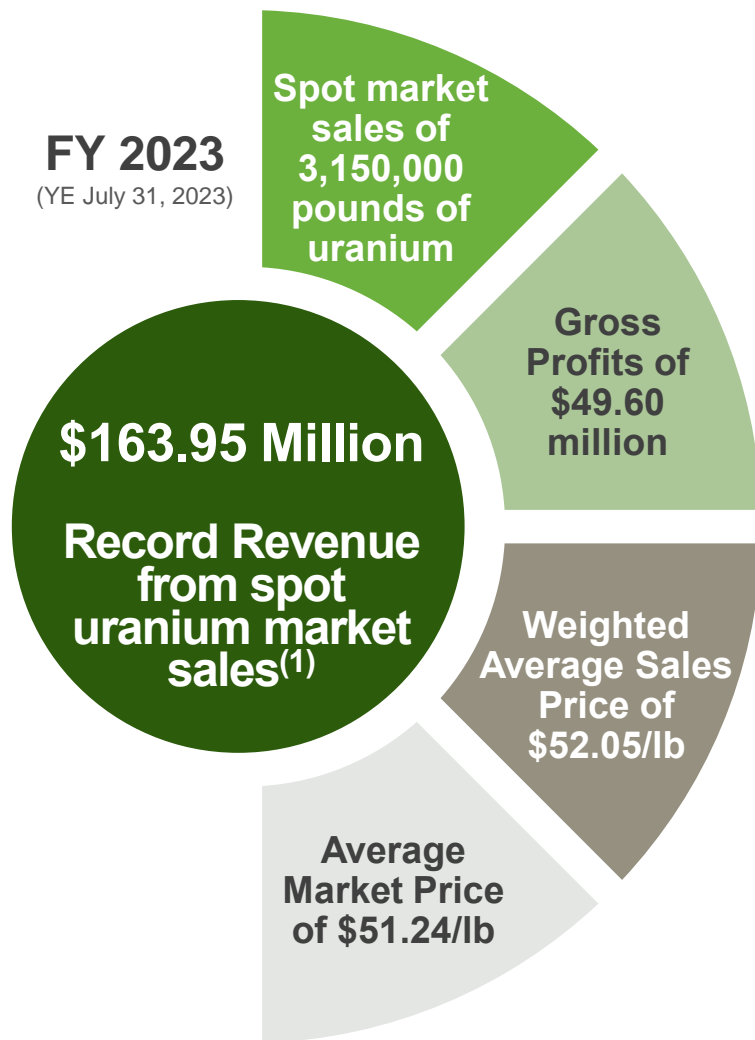 FY 2023
(YE July 31, 2023)
Spot market
sales of
3,150,000
pounds of
uranium
Gross
Profits of
$49.60
million
$163.95 Million
Record Revenue
from spot
uranium market
sales(1)
Weighted
Average Sales
Price of
$52.05/lb
Average
Market Price
of $51.24/lb